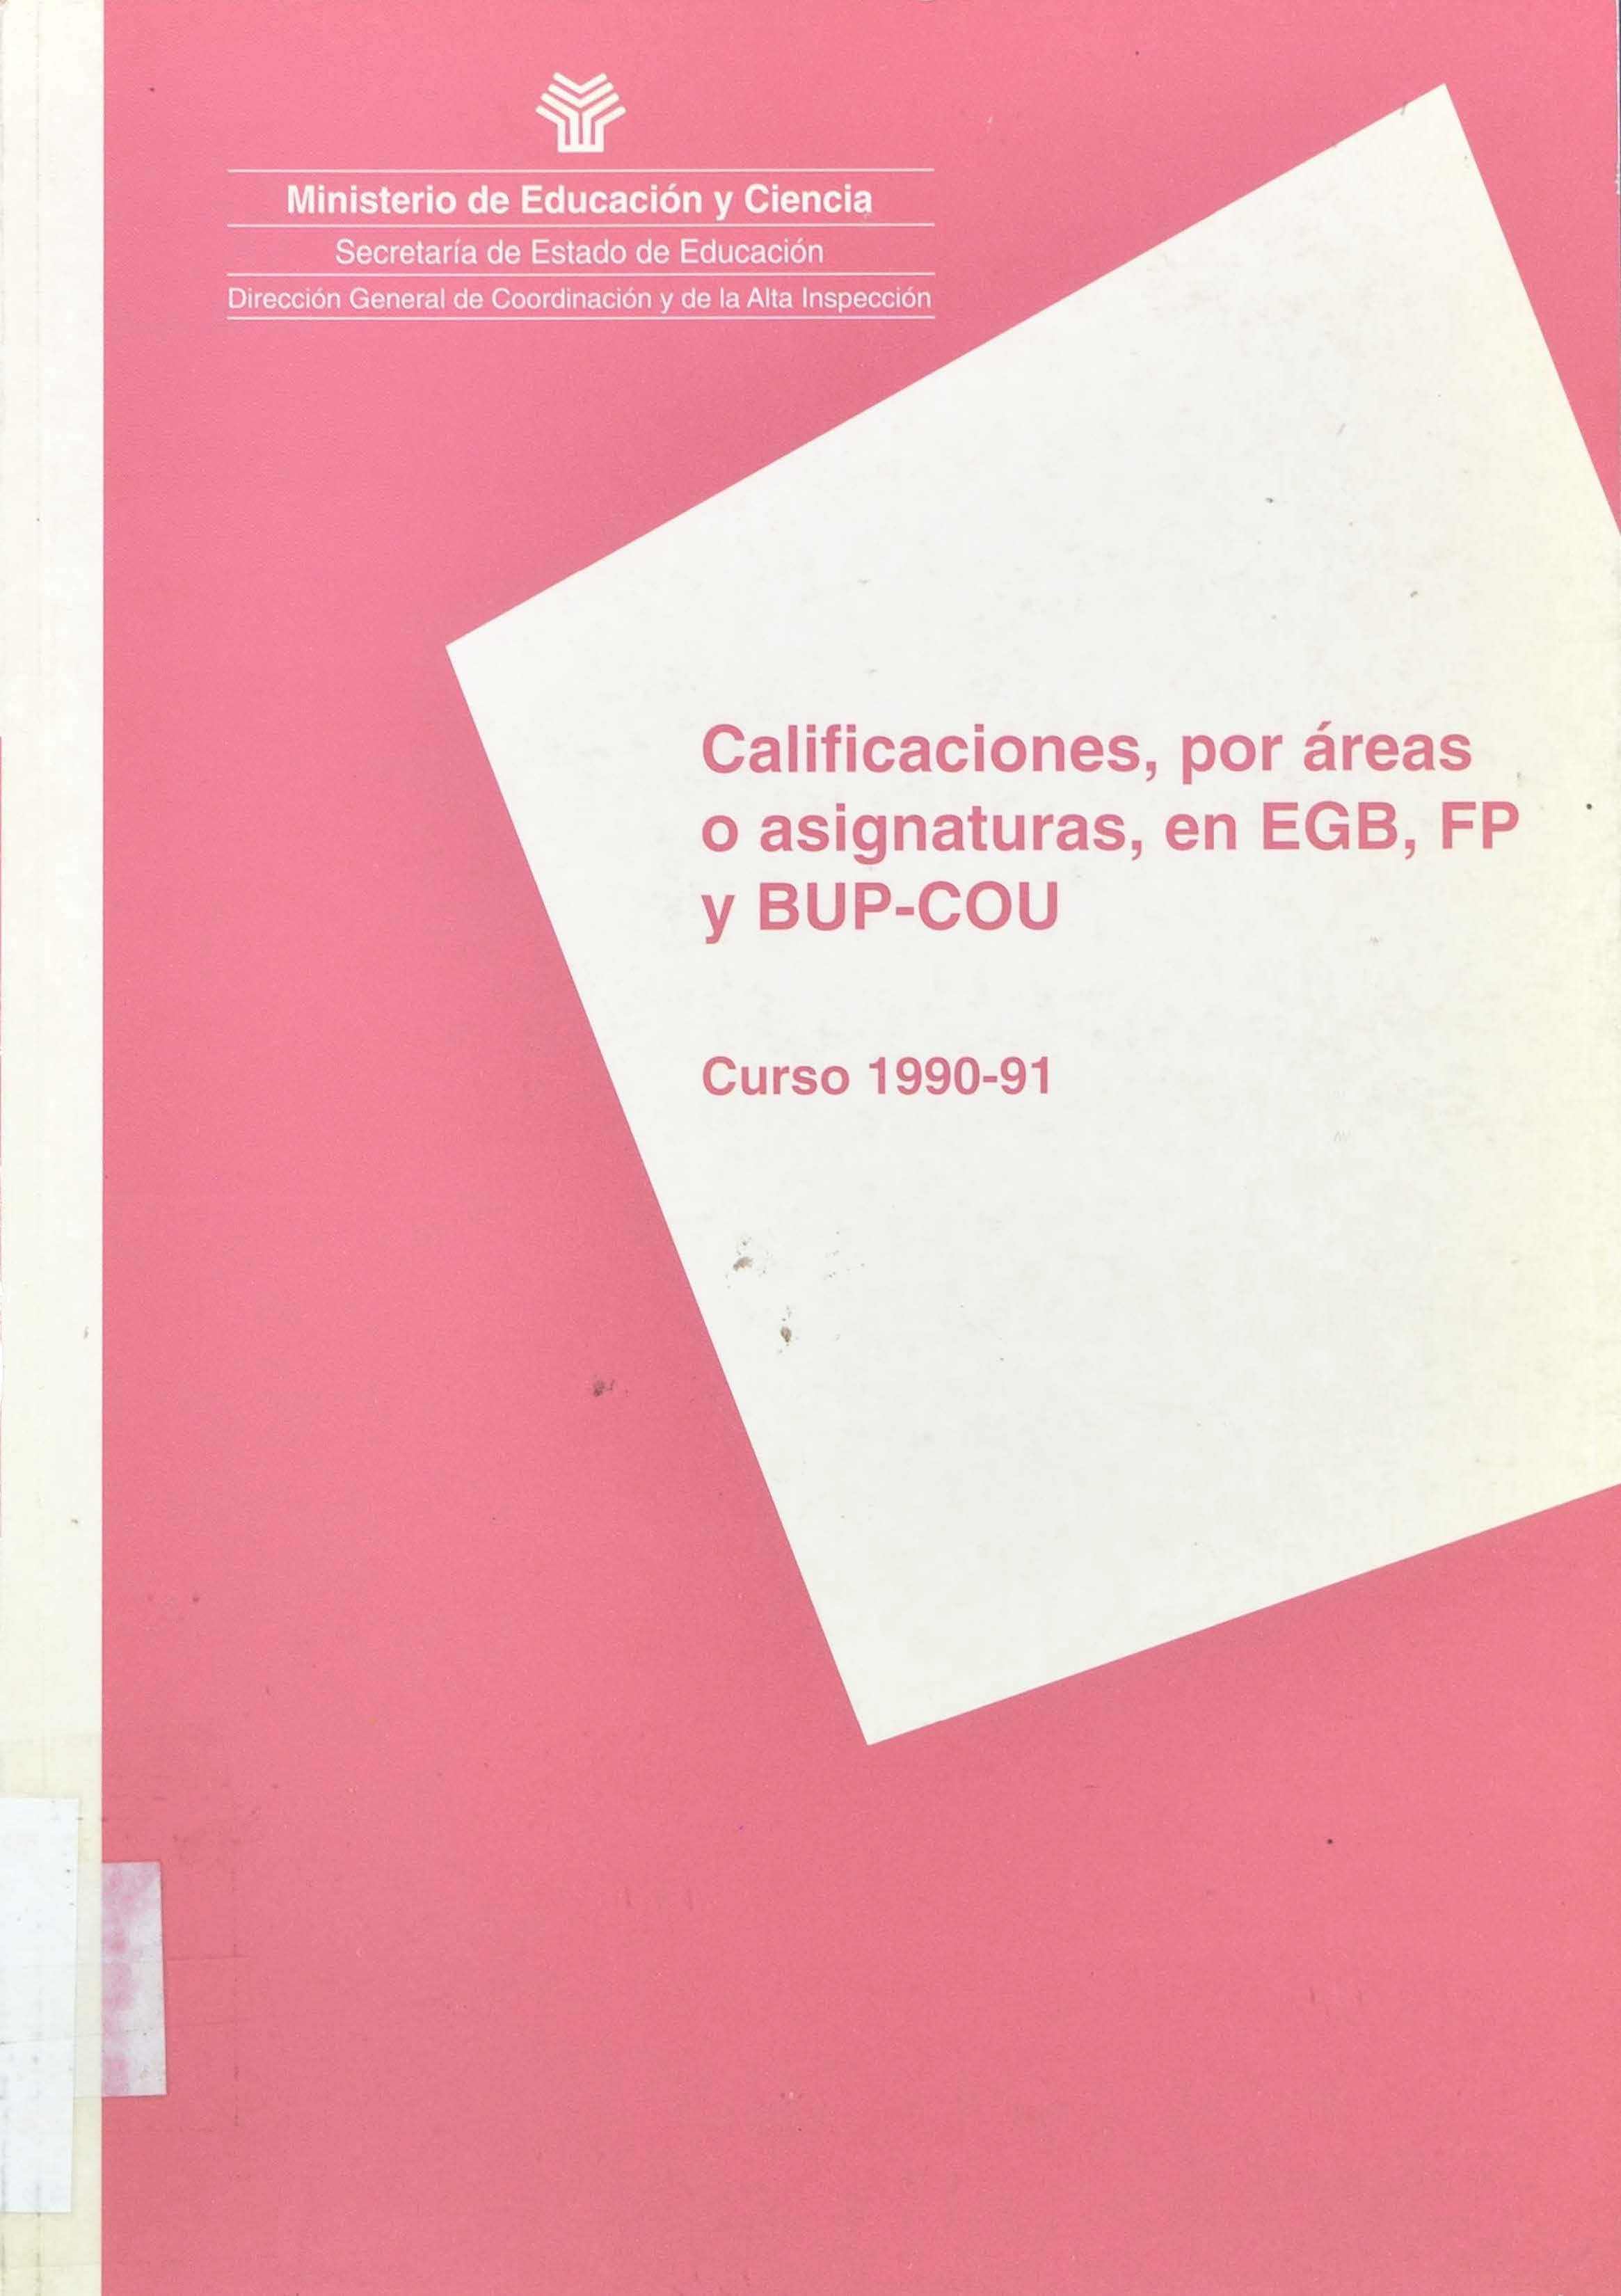 Ministerio de Educación y Ciencia
Secretaría de Estado de Educación
Dirección General de Coordinación y de la Alta Inspección
Calificaciones, por áreas
o asignaturas, en EGB, FP
y BUP-COU
Curso 1990-91